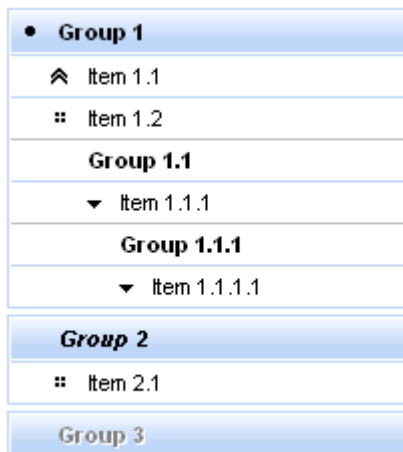 Group 1
Item 1.1
Item 1.2
Group 1.1
Item 1.1.1
Group 1.1.1
Item 1.1.1.1
Group 2
Item 2.1
Group 3